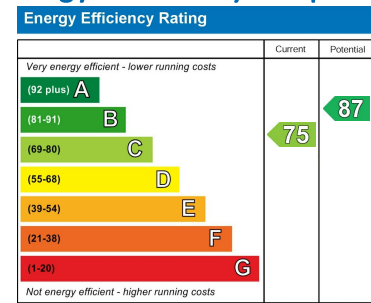 Energy Efficiency Rating
Current Potential
Very energy efficient - lower running costs
(92 plus) A
(81-91) B
87
(69-80) C
75
(55-68) D
(39-54) E
(21-38) F
(1-20) G
Not energy efficient - higher running costs